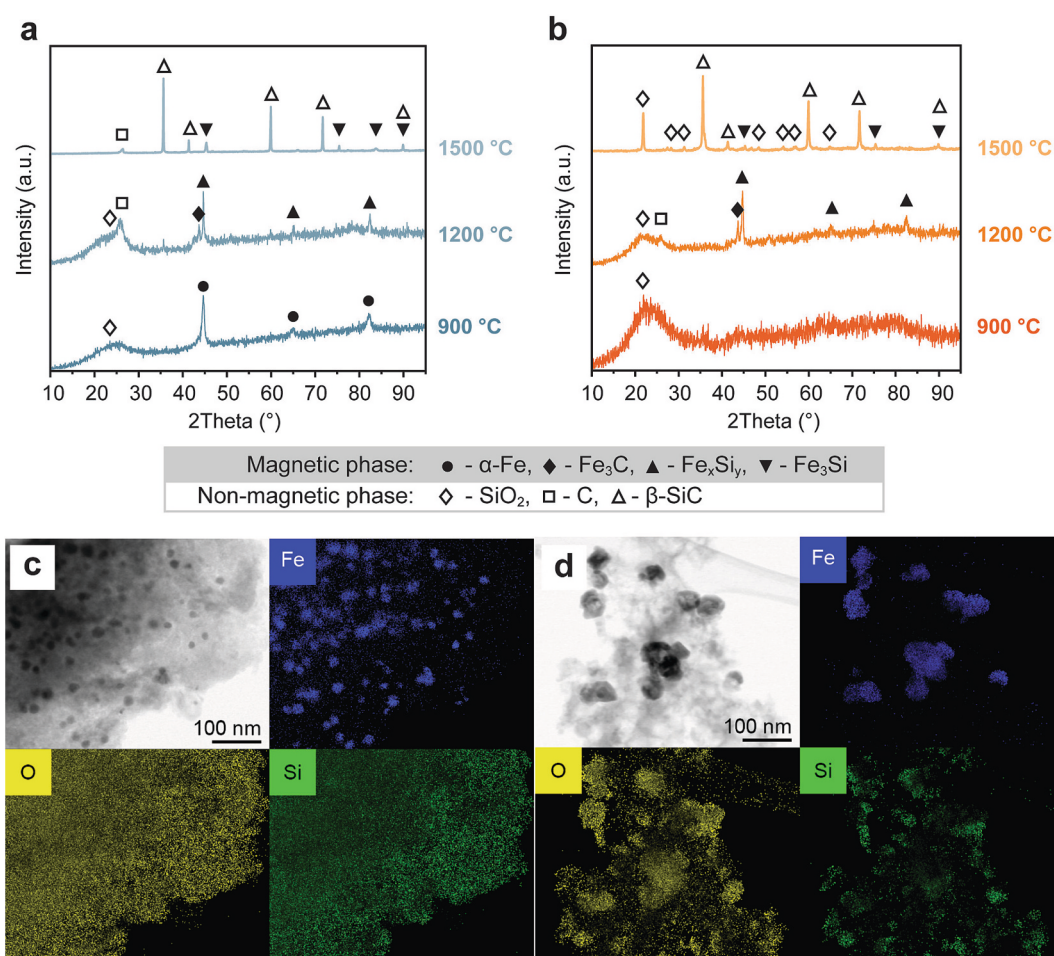 a
1500 °C
1200 °C
900 °C
Intensity (a.u.)
10 20 30 40 50 60 70 80 90
2Theta (°)
b
1500 °C
1200 °C
900 °C
Intensity (a.u.)
10 20 30 40 50 60 70 80 90
2Theta (°)
Magnetic phase: ● - α-Fe, ◆ - Fe₃C, ▲ - FeₓSiᵧ, ▼ - Fe₃Si
Non-magnetic phase: ◇ - SiO₂, □ - C, △ - β-SiC
c
100 nm
Fe
O
Si
d
100 nm
Fe
O
Si